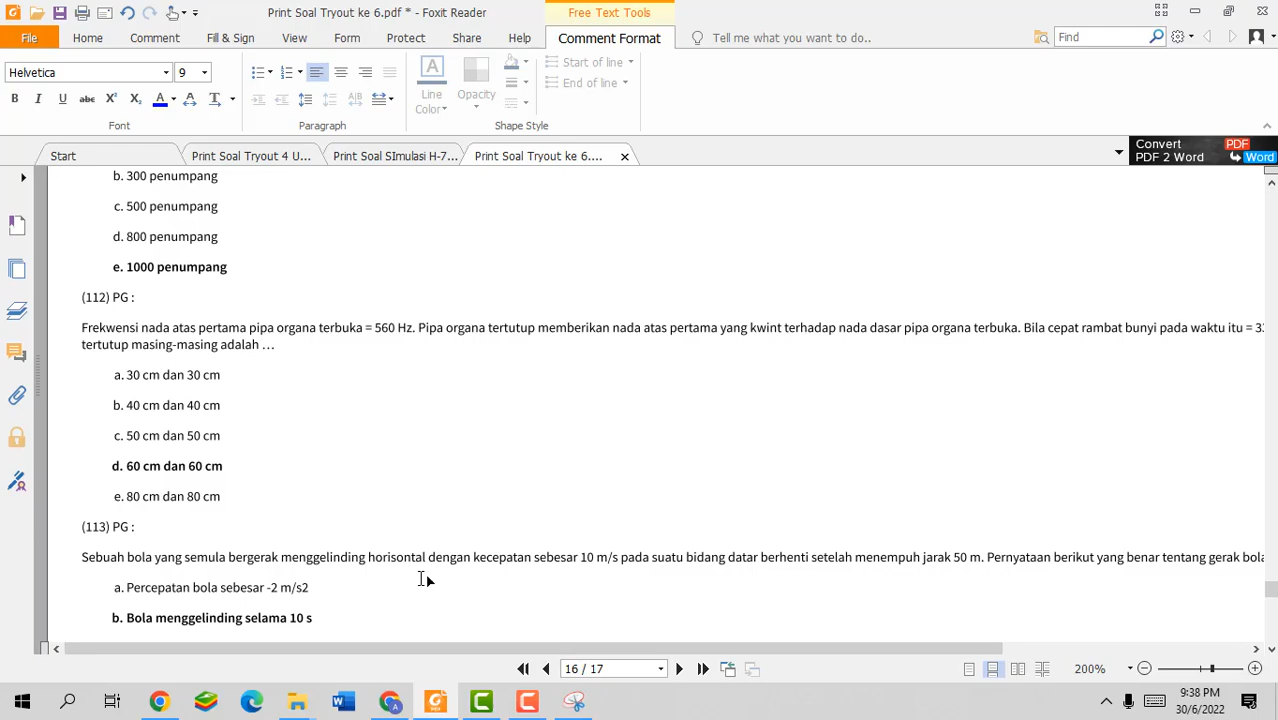 Print Soal Tryout ke 6.pdf * - Foxit Reader
Free Text Tools
File Home Comment Fill & Sign View Form Protect Share Help Comment Format Tell me what you want to do.. Find
Helvetica 9
Start of line
End of line
Line Color
Opacity
Font Paragraph Shape Style
Start Print Soal Tryout 4 U... Print Soal SImulasi H-7... Print Soal Tryout ke 6....
Convert PDF
PDF 2 Word Word
b. 300 penumpang
c. 500 penumpang
d. 800 penumpang
e. 1000 penumpang
(112) PG :
Frekwensi nada atas pertama pipa organa terbuka = 560 Hz. Pipa organa tertutup memberikan nada atas pertama yang kwint terhadap nada dasar pipa organa terbuka. Bila cepat rambat bunyi pada waktu itu =
tertutup masing-masing adalah …
a. 30 cm dan 30 cm
b. 40 cm dan 40 cm
c. 50 cm dan 50 cm
d. 60 cm dan 60 cm
e. 80 cm dan 80 cm
(113) PG :
Sebuah bola yang semula bergerak menggelinding horisontal dengan kecepatan sebesar 10 m/s pada suatu bidang datar berhenti setelah menempuh jarak 50 m. Pernyataan berikut yang benar tentang gerak bola
a. Percepatan bola sebesar -2 m/s2
b. Bola menggelinding selama 10 s
16 / 17
200%
9:38 PM
30/6/2022